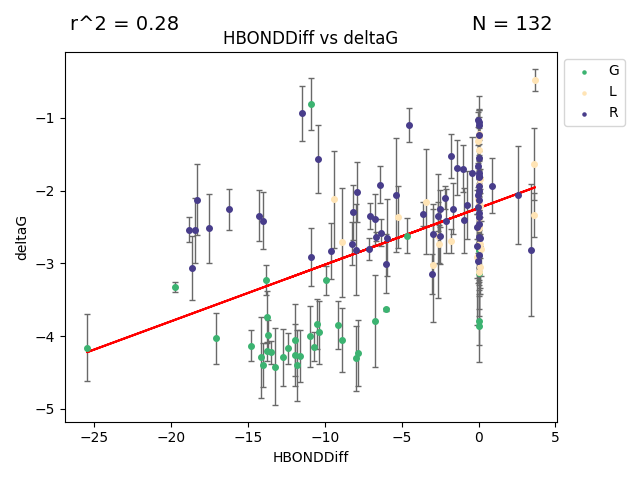 r^2 = 0.28
N = 132
HBONDDiff vs deltaG
G
L
R
deltaG
−1
−2
−3
−4
−5
−25
−20
−15
−10
−5
0
5
HBONDDiff